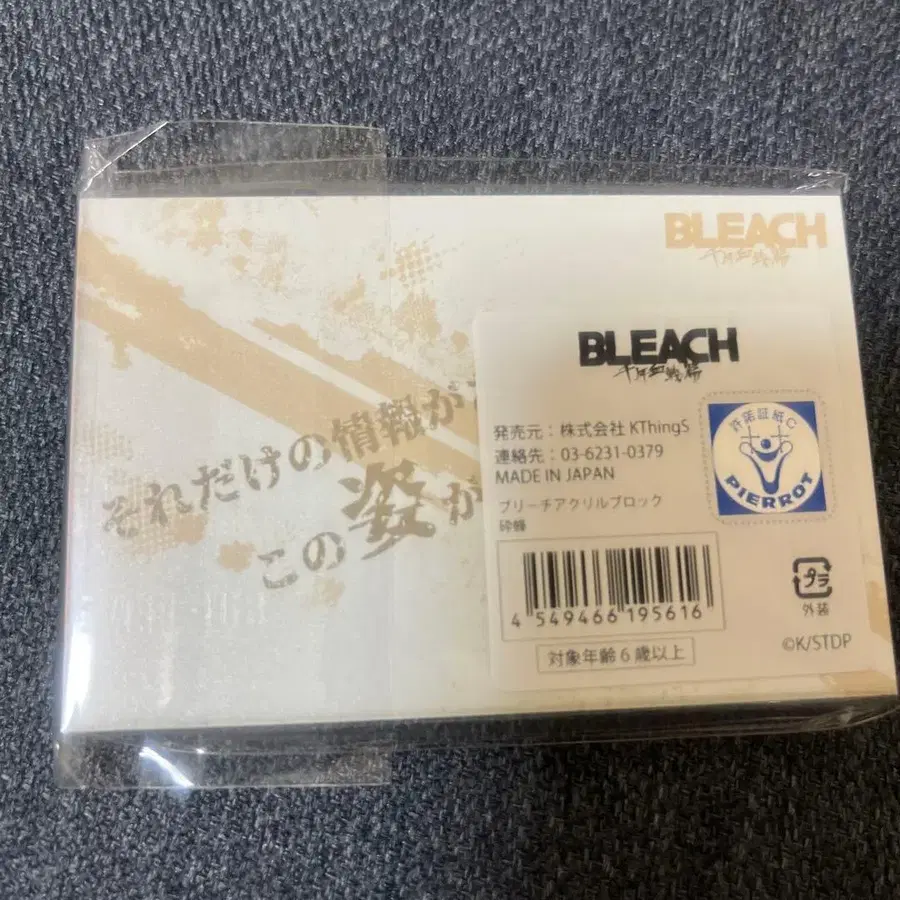 BLEACH
千年血戦篇
それだけの情報が
この姿が
BLEACH
千年血戦篇
発売元：株式会社 KThingS
連絡先：03-6231-0379
MADE IN JAPAN
ブリーチアクリルブロック
砕蜂
許諾証紙C
PIERROT
4 549466 195616
対象年齢6歳以上
プラ
外装
©K/STDP